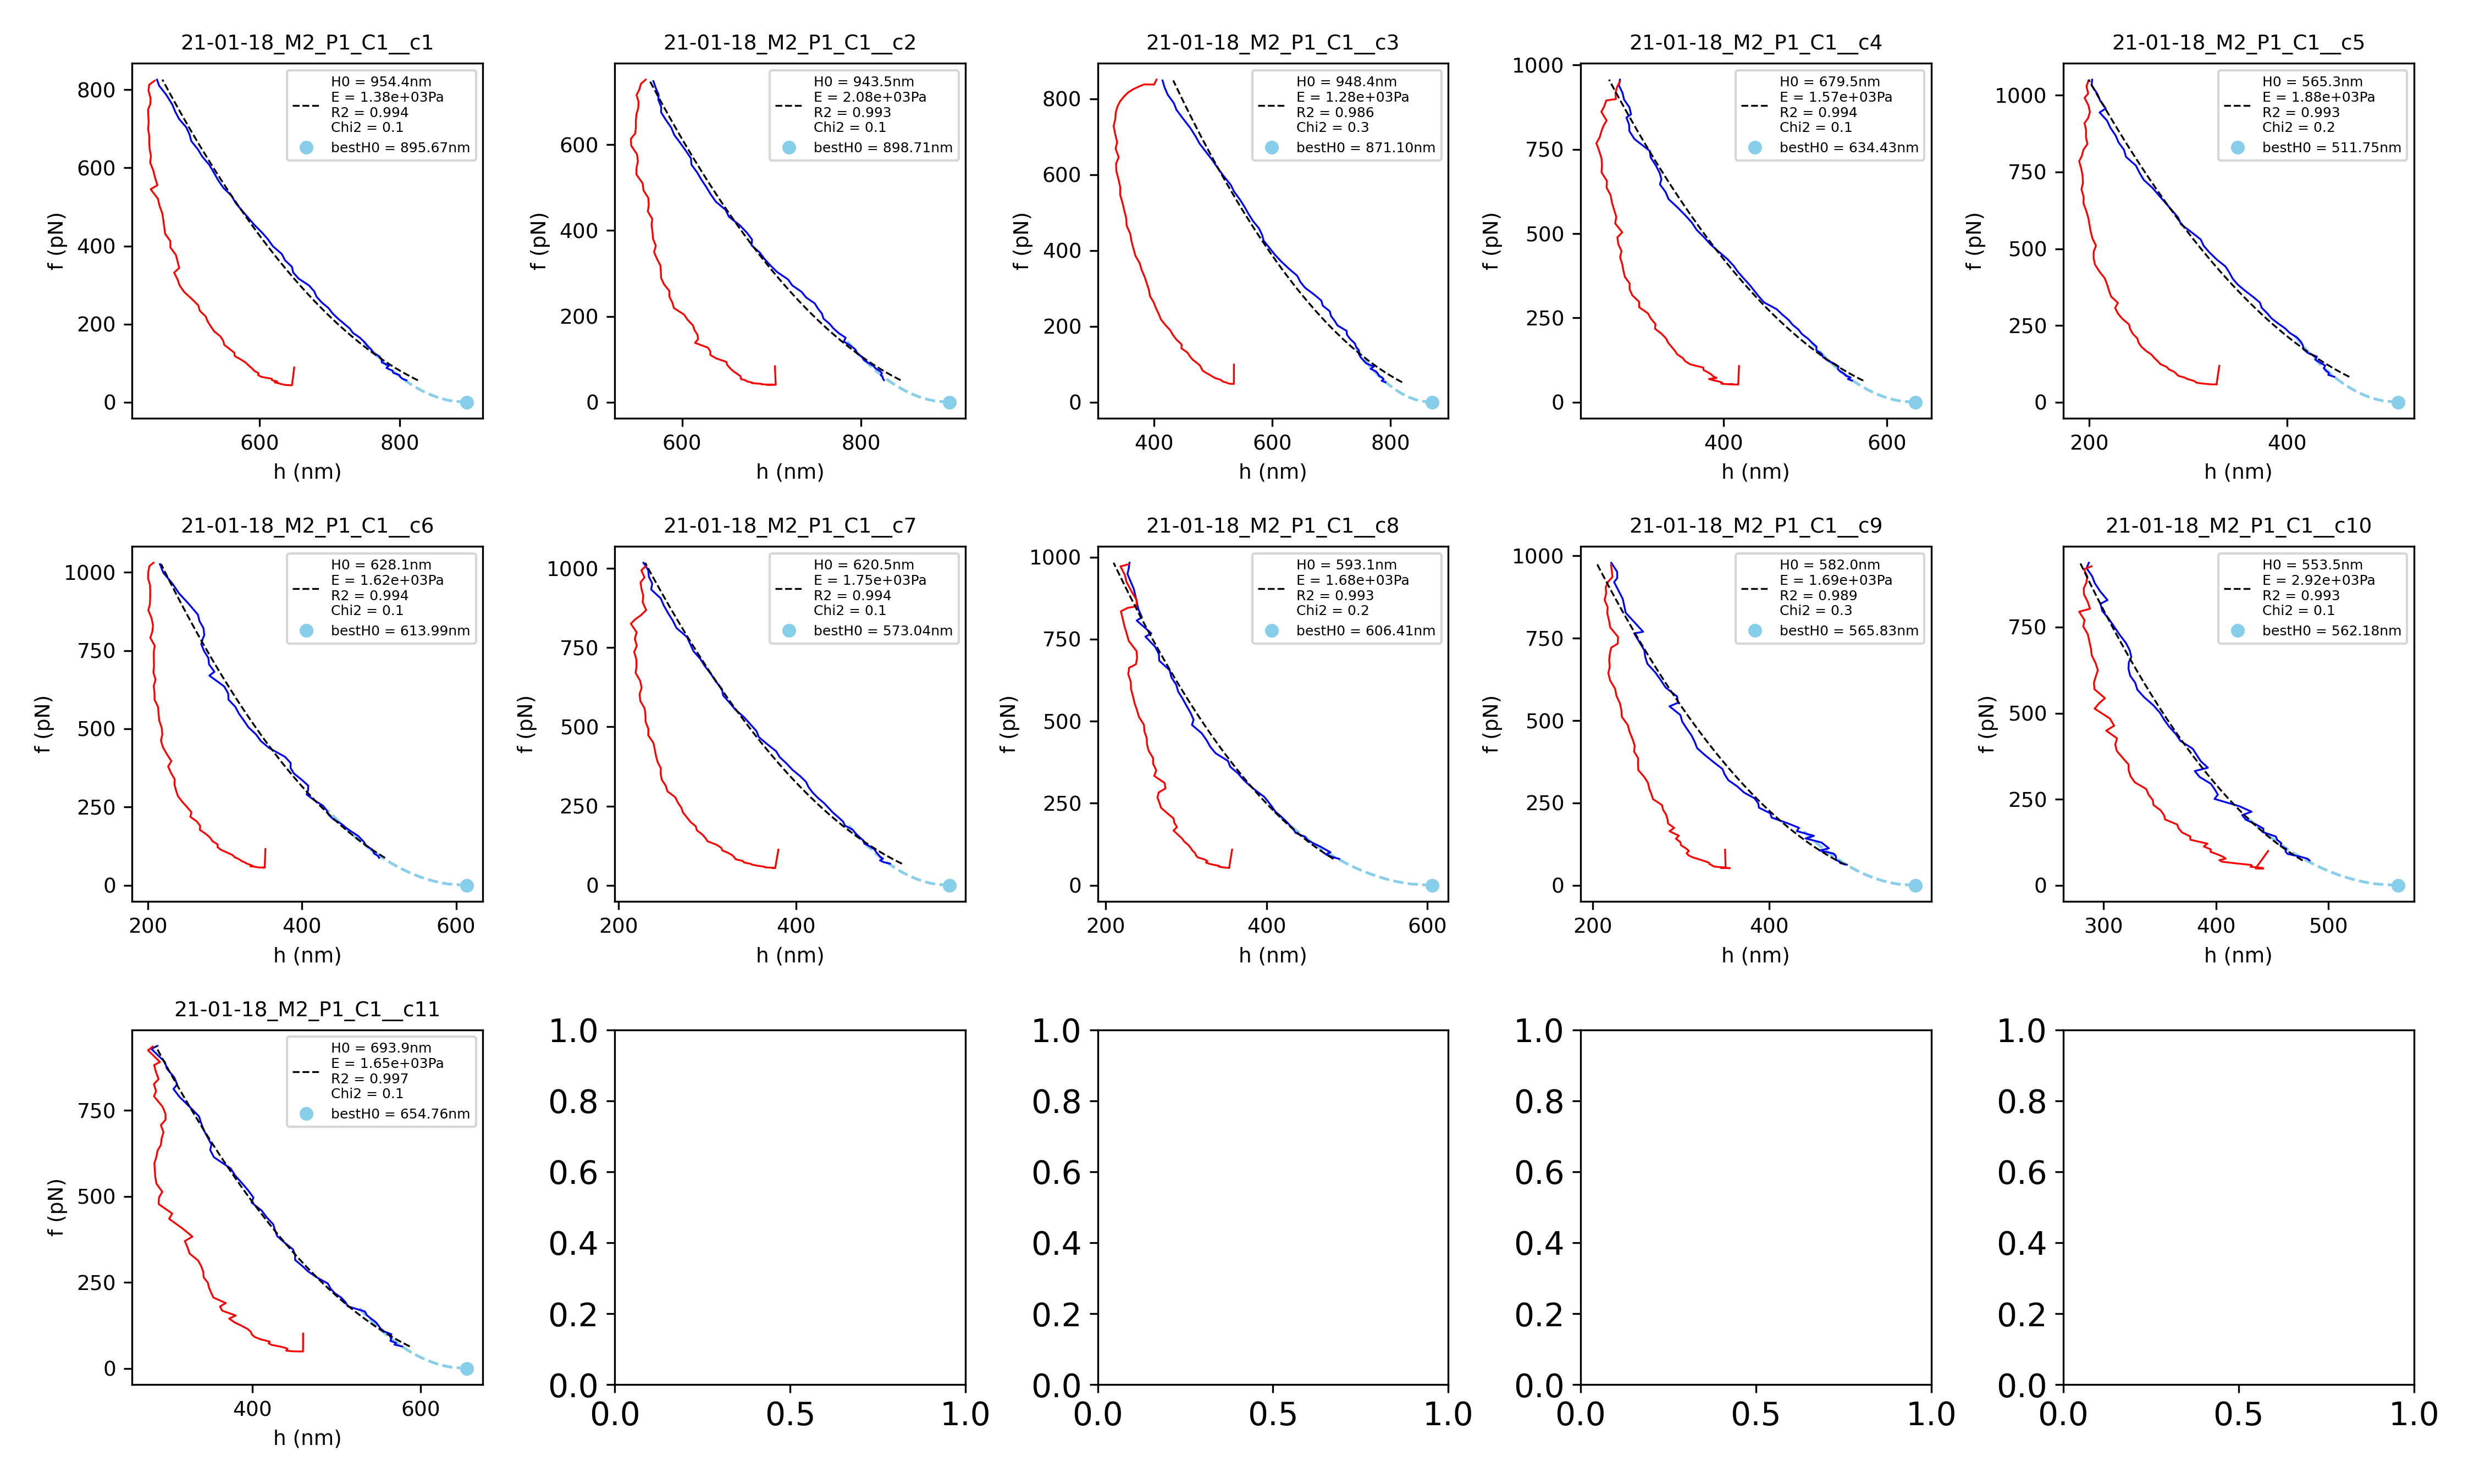 21-01-18_M2_P1_C1__c1
H0 = 954.4nm
E = 1.38e+03Pa
R2 = 0.994
Chi2 = 0.1
bestH0 = 895.67nm
800
600
400
200
0
f (pN)
600 800
h (nm)
21-01-18_M2_P1_C1__c2
H0 = 943.5nm
E = 2.08e+03Pa
R2 = 0.993
Chi2 = 0.1
bestH0 = 898.71nm
600
400
200
0
f (pN)
600 800
h (nm)
21-01-18_M2_P1_C1__c3
H0 = 948.4nm
E = 1.28e+03Pa
R2 = 0.986
Chi2 = 0.3
bestH0 = 871.10nm
800
600
400
200
0
f (pN)
400 600 800
h (nm)
21-01-18_M2_P1_C1__c4
H0 = 679.5nm
E = 1.57e+03Pa
R2 = 0.994
Chi2 = 0.1
bestH0 = 634.43nm
1000
750
500
250
0
f (pN)
400 600
h (nm)
21-01-18_M2_P1_C1__c5
H0 = 565.3nm
E = 1.88e+03Pa
R2 = 0.993
Chi2 = 0.2
bestH0 = 511.75nm
1000
750
500
250
0
f (pN)
200 400
h (nm)
21-01-18_M2_P1_C1__c6
H0 = 628.1nm
E = 1.62e+03Pa
R2 = 0.994
Chi2 = 0.1
bestH0 = 613.99nm
1000
750
500
250
0
f (pN)
200 400 600
h (nm)
21-01-18_M2_P1_C1__c7
H0 = 620.5nm
E = 1.75e+03Pa
R2 = 0.994
Chi2 = 0.1
bestH0 = 573.04nm
1000
750
500
250
0
f (pN)
200 400
h (nm)
21-01-18_M2_P1_C1__c8
H0 = 593.1nm
E = 1.68e+03Pa
R2 = 0.993
Chi2 = 0.2
bestH0 = 606.41nm
1000
750
500
250
0
f (pN)
200 400 600
h (nm)
21-01-18_M2_P1_C1__c9
H0 = 582.0nm
E = 1.69e+03Pa
R2 = 0.989
Chi2 = 0.3
bestH0 = 565.83nm
1000
750
500
250
0
f (pN)
200 400
h (nm)
21-01-18_M2_P1_C1__c10
H0 = 553.5nm
E = 2.92e+03Pa
R2 = 0.993
Chi2 = 0.1
bestH0 = 562.18nm
750
500
250
0
f (pN)
300 400 500
h (nm)
21-01-18_M2_P1_C1__c11
H0 = 693.9nm
E = 1.65e+03Pa
R2 = 0.997
Chi2 = 0.1
bestH0 = 654.76nm
750
500
250
0
f (pN)
400 600
h (nm)
1.0
0.8
0.6
0.4
0.2
0.0
0.0 0.5 1.0
1.0
0.8
0.6
0.4
0.2
0.0
0.0 0.5 1.0
1.0
0.8
0.6
0.4
0.2
0.0
0.0 0.5 1.0
1.0
0.8
0.6
0.4
0.2
0.0
0.0 0.5 1.0